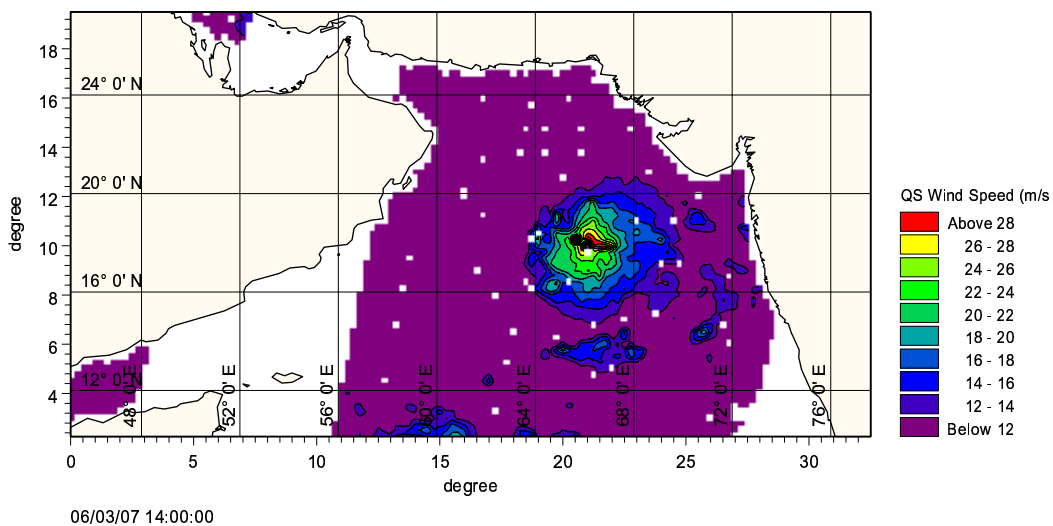 18
24° 0' N
16
14
20° 0' N
12
degree
10
16° 0' N
8
6
12° 0' N
4
48° 0' E
52° 0' E
56° 0' E
60° 0' E
64° 0' E
68° 0' E
72° 0' E
76° 0' E
0 5 10 15 20 25 30
degree
06/03/07 14:00:00
QS Wind Speed (m/s
Above 28
26 - 28
24 - 26
22 - 24
20 - 22
18 - 20
16 - 18
14 - 16
12 - 14
Below 12